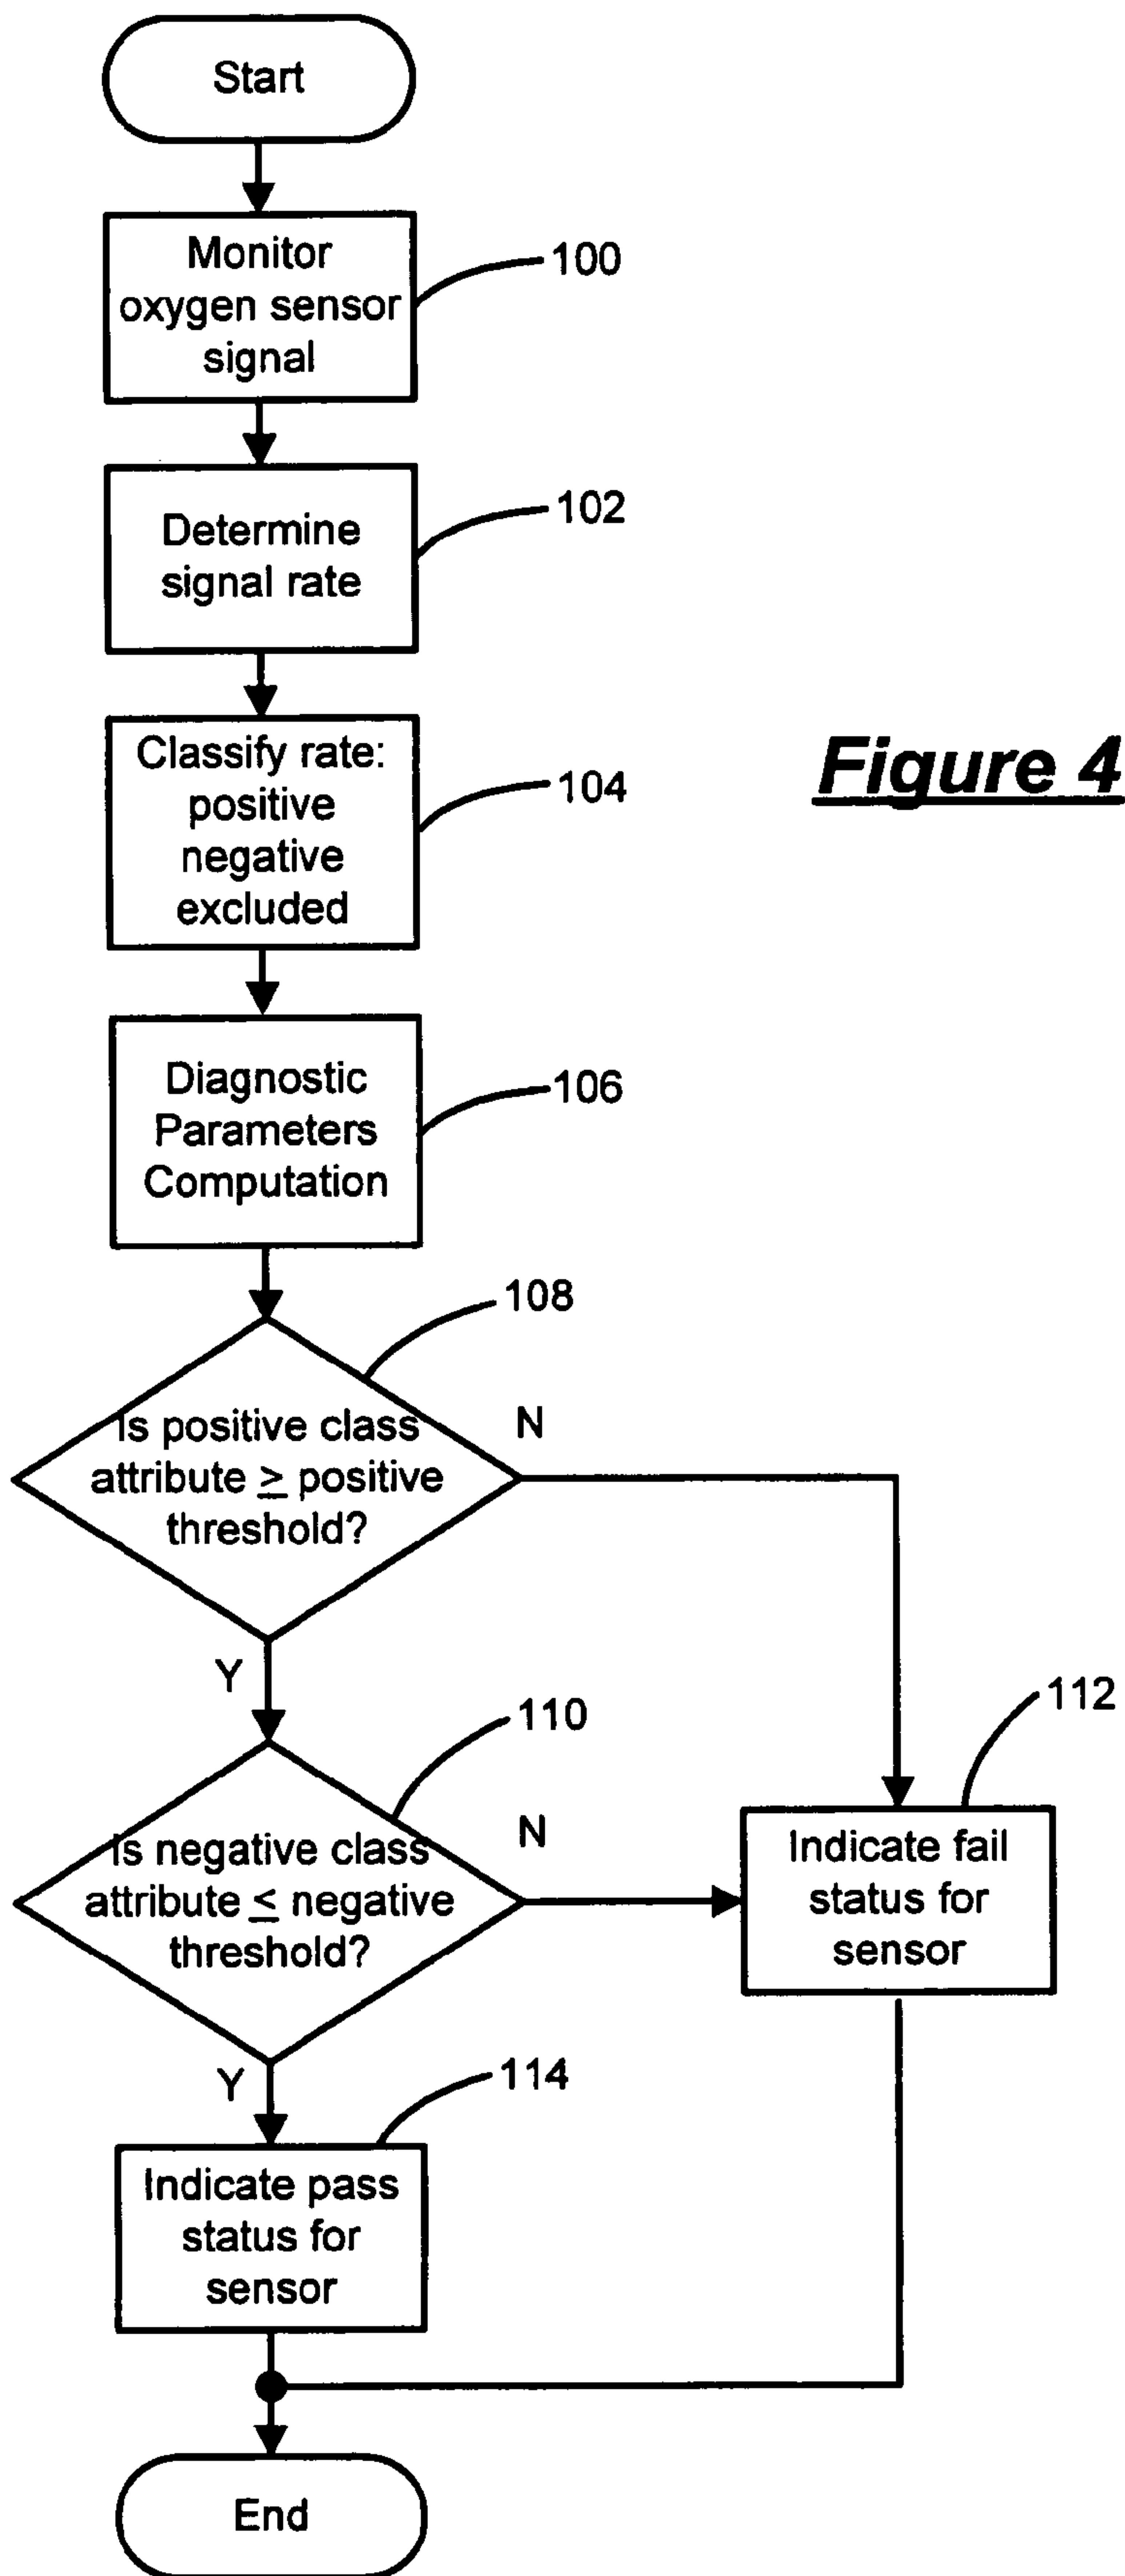 Start
Monitor
oxygen sensor
signal
100
Determine
signal rate
102
Classify rate:
positive
negative
excluded
104
Figure 4
Diagnostic
Parameters
Computation
106
108
Is positive class
attribute ≥ positive
threshold?
N
Y
110
112
Is negative class
attribute ≤ negative
threshold?
N
Indicate fail
status for
sensor
Y
114
Indicate pass
status for
sensor
End